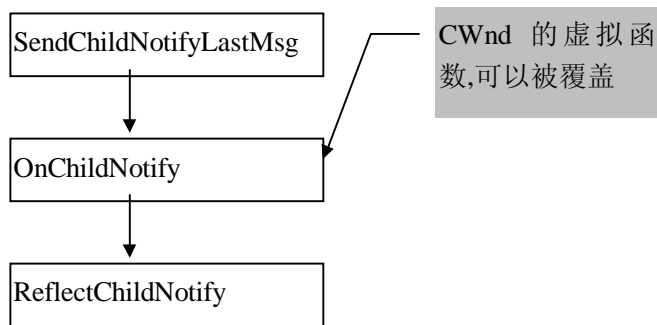 SendChildNotifyLastMsg
CWnd 的虚拟函
数,可以被覆盖
OnChildNotify
ReflectChildNotify